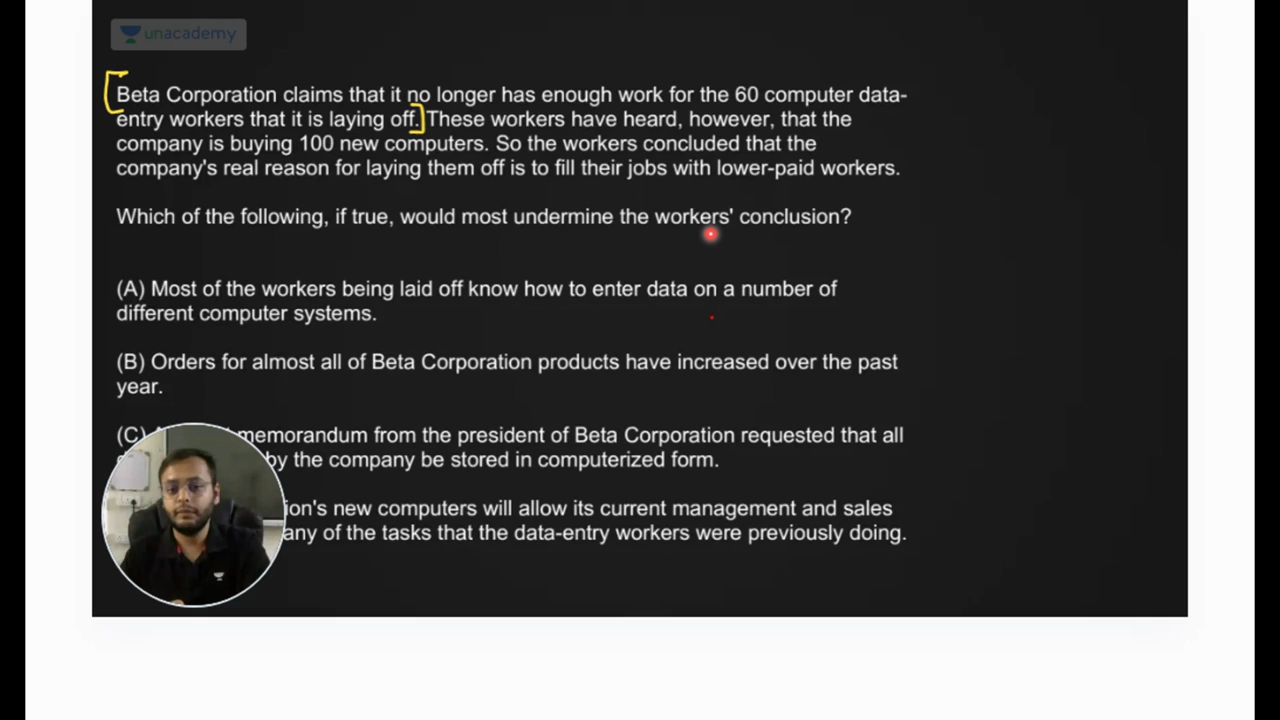 unacademy
Beta Corporation claims that it no longer has enough work for the 60 computer data-
entry workers that it is laying off. These workers have heard, however, that the
company is buying 100 new computers. So the workers concluded that the
company's real reason for laying them off is to fill their jobs with lower-paid workers.
Which of the following, if true, would most undermine the workers' conclusion?
(A) Most of the workers being laid off know how to enter data on a number of
different computer systems.
(B) Orders for almost all of Beta Corporation products have increased over the past
year.
(C) memorandum from the president of Beta Corporation requested that all
by the company be stored in computerized form.
new computers will allow its current management and sales
any of the tasks that the data-entry workers were previously doing.